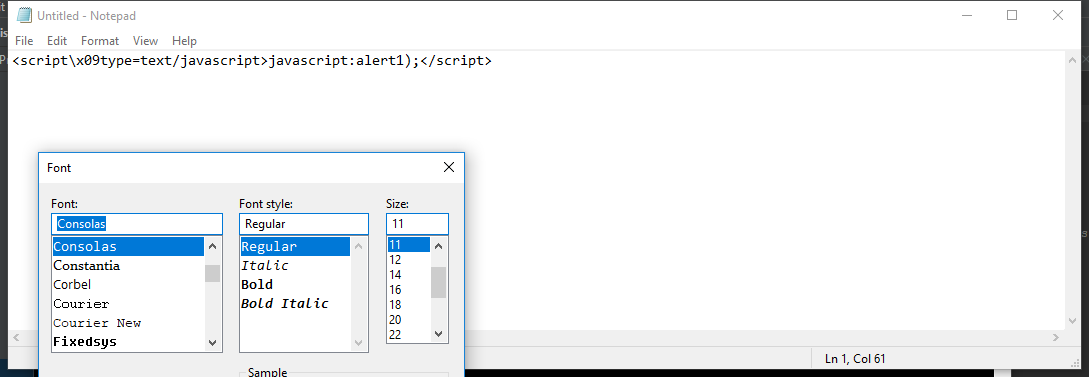 Untitled - Notepad
File Edit Format View Help
<script\x09type=text/javascript>javascript:alert1);</script>
Font
Font: Font style: Size:
Consolas Regular 11
Consolas Regular 11
Constantia Italic 12
Corbel Bold 14
Courier Bold Italic 16
Courier New 18
Fixedsys 20
22
Sample
Ln 1, Col 61